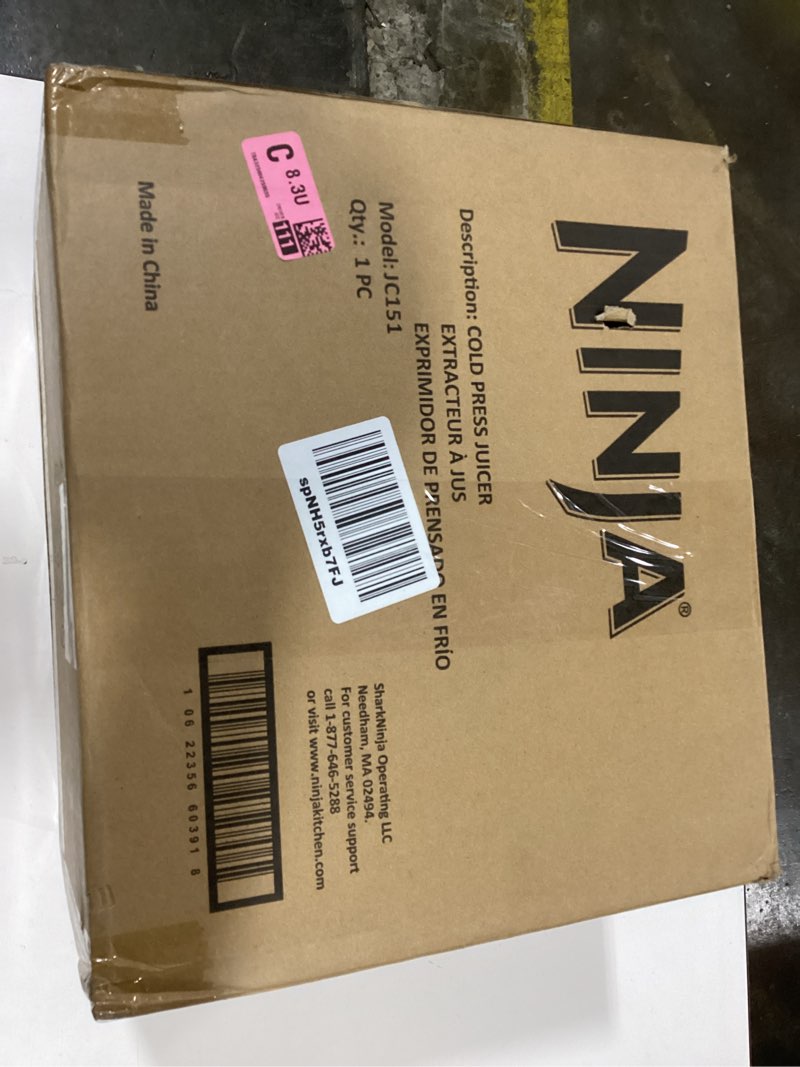 NINJA®
Description: COLD PRESS JUICER
EXTRACTEUR À JUS
EXPRIMIDOR DE PRENSADO EN FRÍO
Model: JC151
Qty.: 1 PC
C 8.3U
111
spNH5rxb7FJ
SharkNinja Operating LLC
Needham, MA 02494.
For customer service support
call 1-877-646-5288
or visit www.ninjakitchen.com
Made in China
1 06 22356 60391 8